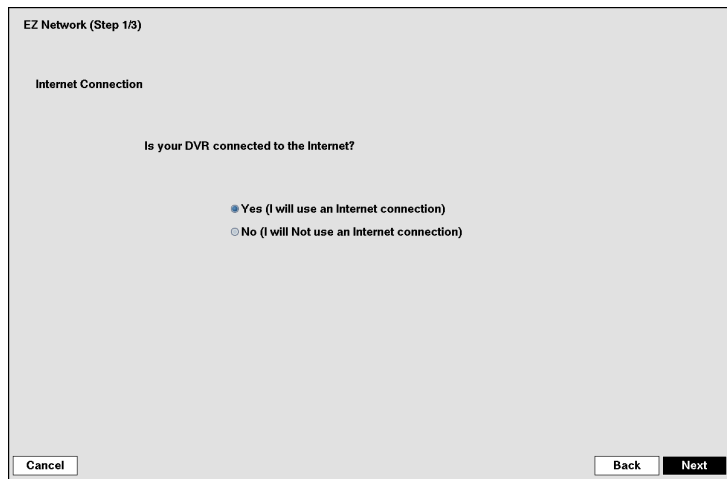 EZ Network (Step 1/3)
Internet Connection
Is your DVR connected to the Internet?
Yes (I will use an Internet connection)
No (I will Not use an Internet connection)
Cancel
Back
Next